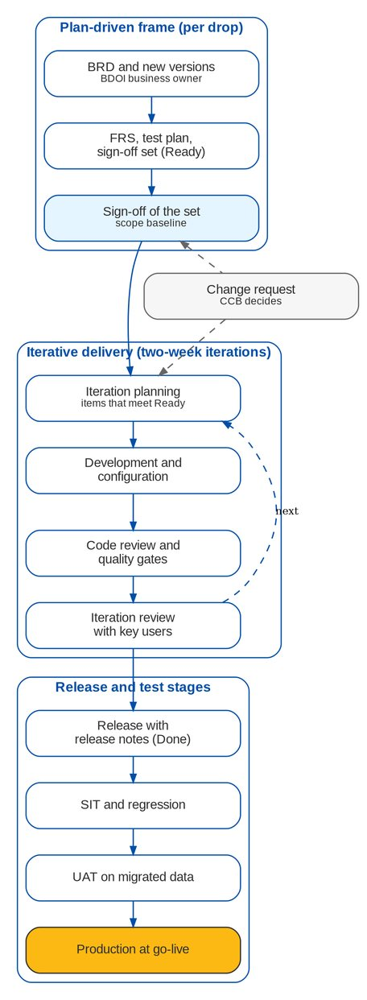 Plan-driven frame (per drop)
BRD and new versions
BDOI business owner
FRS, test plan,
sign-off set (Ready)
Sign-off of the set
scope baseline
Change request
CCB decides
Iterative delivery (two-week iterations)
Iteration planning
items that meet Ready
Development and
configuration
next
Code review and
quality gates
Iteration review
with key users
Release and test stages
Release with
release notes (Done)
SIT and regression
UAT on migrated data
Production at go-live